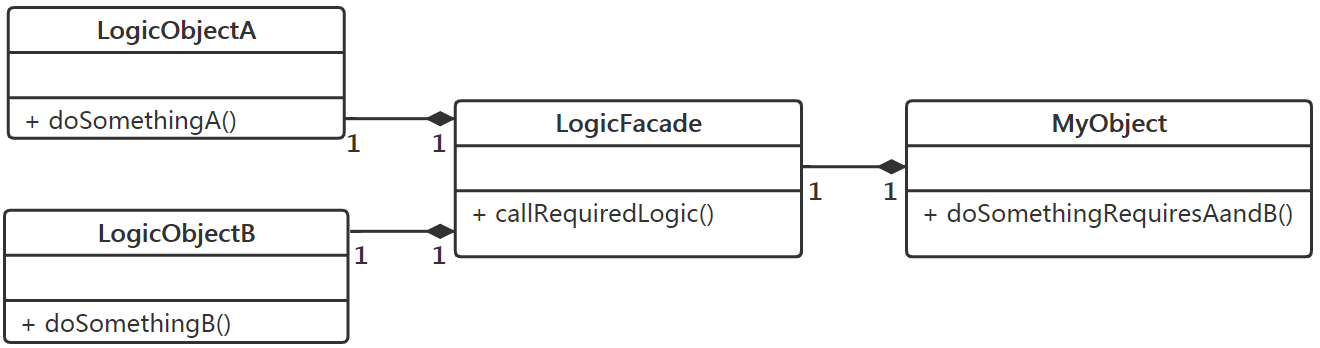 LogicObjectA
+ doSomethingA()
1
1
LogicObjectB
+ doSomethingB()
1
1
LogicFacade
+ callRequiredLogic()
1
1
MyObject
+ doSomethingRequiresAandB()